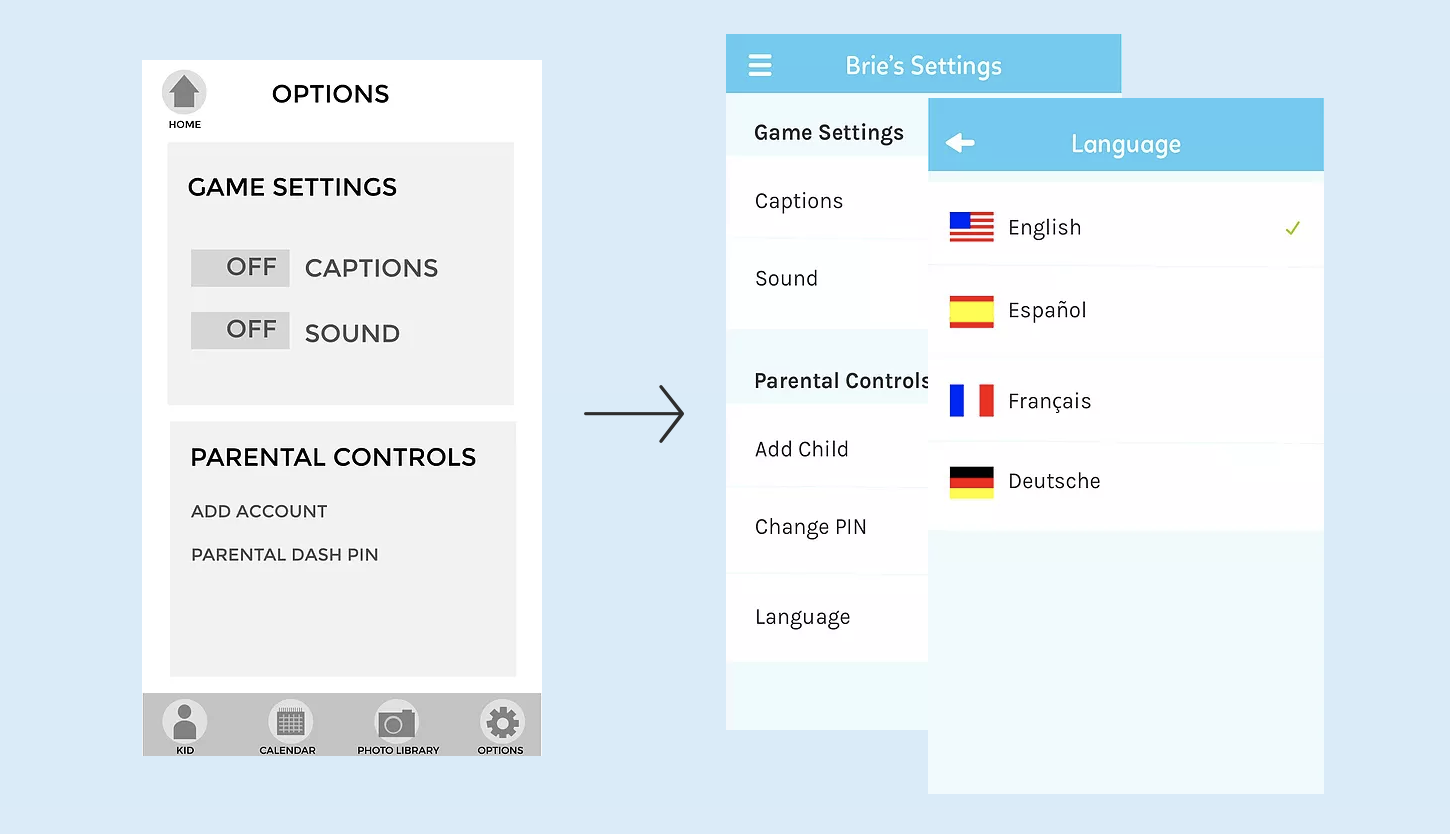 OPTIONS
HOME
GAME SETTINGS
OFF CAPTIONS
OFF SOUND
PARENTAL CONTROLS
ADD ACCOUNT
PARENTAL DASH PIN
KID
CALENDAR
PHOTO LIBRARY
OPTIONS
Brie's Settings
Game Settings
Captions
Sound
Parental Controls
Add Child
Change PIN
Language
Language
English
Español
Français
Deutsche